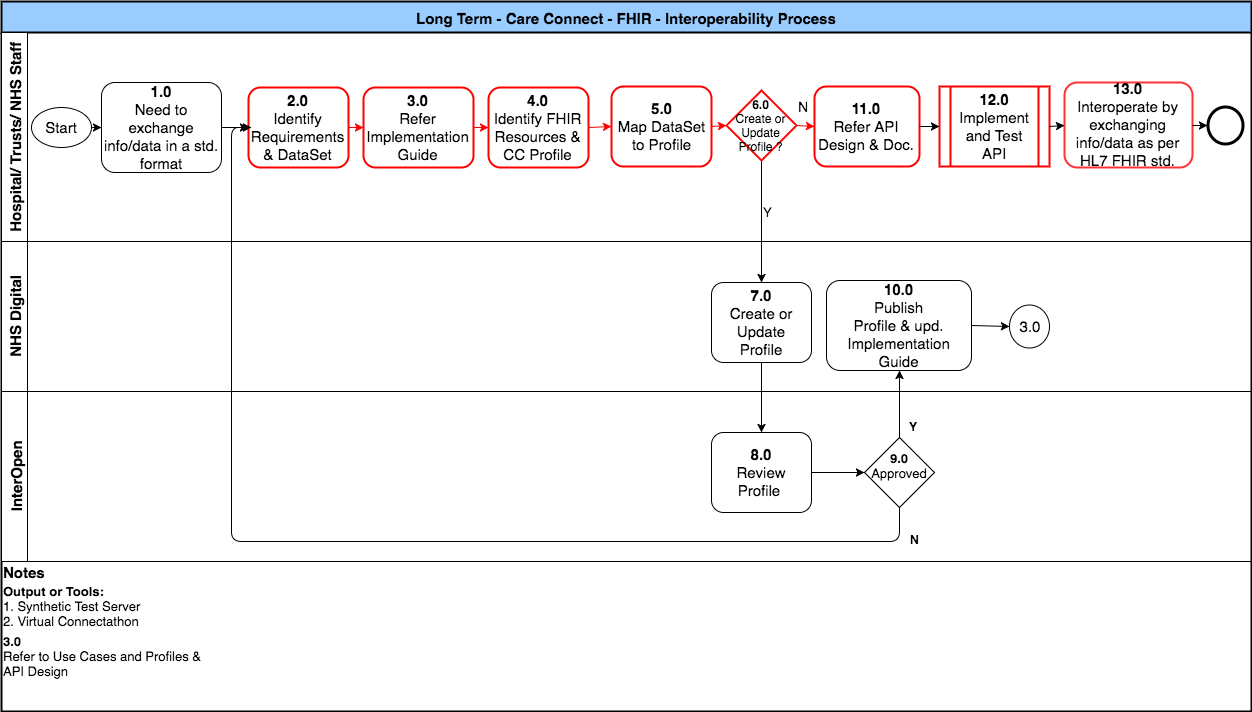 Long Term - Care Connect - FHIR - Interoperability Process
Hospital/ Trusts/ NHS Staff
Start
1.0
Need to
exchange
info/data in a std.
format
2.0
Identify
Requirements
& DataSet
3.0
Refer
Implementation
Guide
4.0
Identify FHIR
Resources &
CC Profile
5.0
Map DataSet
to Profile
6.0
Create or
Update
Profile ?
N
Y
11.0
Refer API
Design & Doc.
12.0
Implement
and Test
API
13.0
Interoperate by
exchanging
info/data as per
HL7 FHIR std.
NHS Digital
7.0
Create or
Update
Profile
10.0
Publish
Profile & upd.
Implementation
Guide
3.0
InterOpen
8.0
Review
Profile
9.0
Approved
Y
N
Notes
Output or Tools:
1. Synthetic Test Server
2. Virtual Connectathon
3.0
Refer to Use Cases and Profiles &
API Design